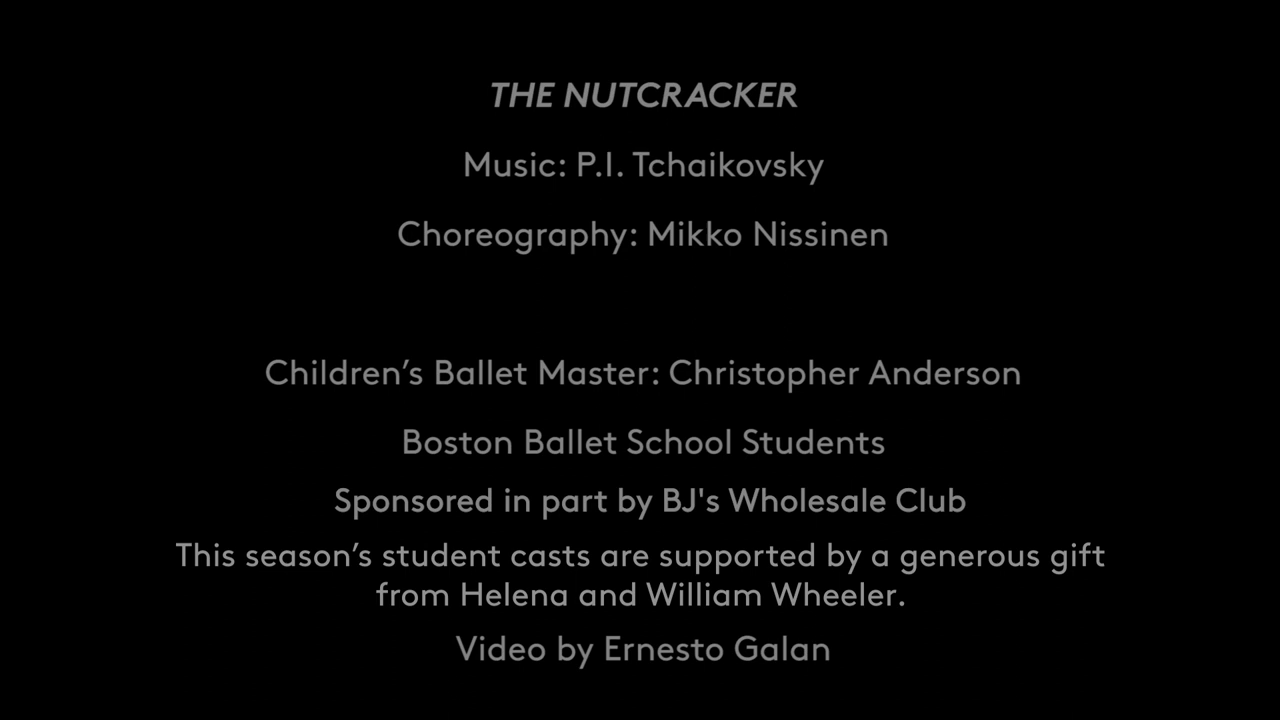 THE NUTCRACKER
Music: P.I. Tchaikovsky
Choreography: Mikko Nissinen
Children’s Ballet Master: Christopher Anderson
Boston Ballet School Students
Sponsored in part by BJ's Wholesale Club
This season’s student casts are supported by a generous gift
from Helena and William Wheeler.
Video by Ernesto Galan